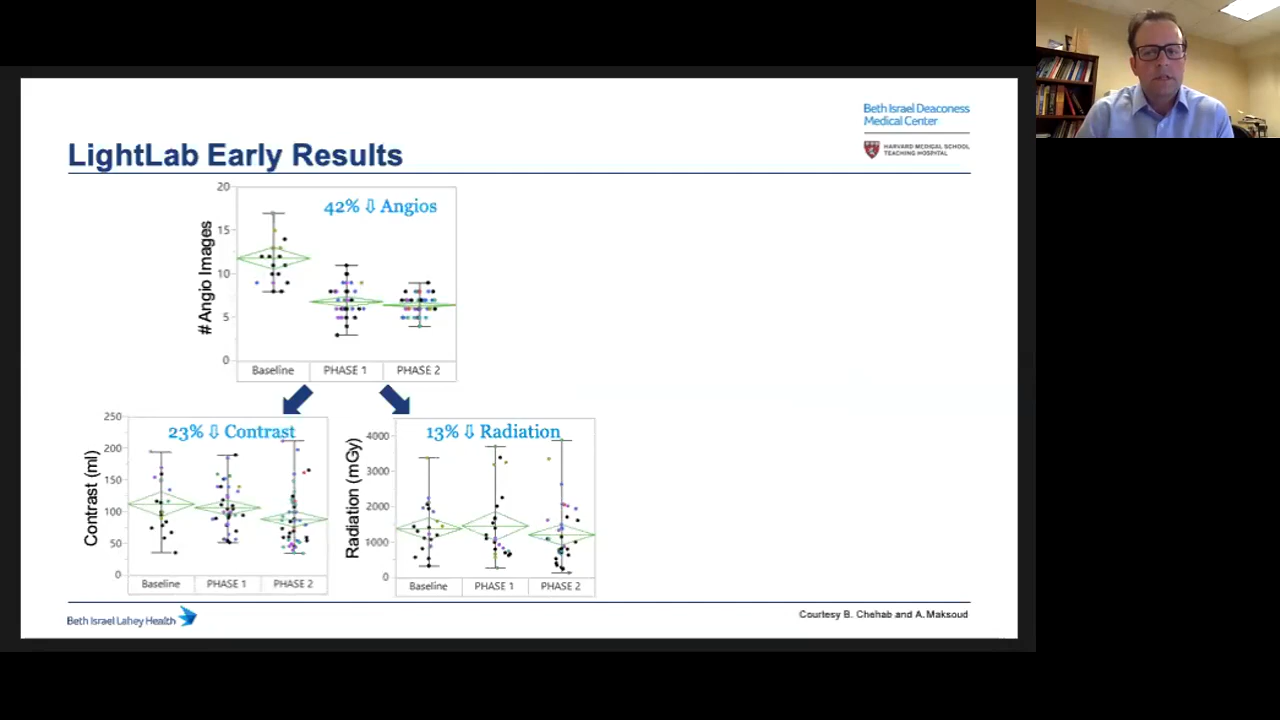 Beth Israel Deaconess
Medical Center
HARVARD MEDICAL SCHOOL
TEACHING HOSPITAL
LightLab Early Results
42% ⇩ Angios
# Angio Images
20
15
10
5
0
Baseline
PHASE 1
PHASE 2
23% ⇩ Contrast
Contrast (ml)
250
200
150
100
50
0
Baseline
PHASE 1
PHASE 2
13% ⇩ Radiation
Radiation (mGy)
4000
3000
2000
1000
0
Baseline
PHASE 1
PHASE 2
Beth Israel Lahey Health
Courtesy B. Chehab and A. Maksoud